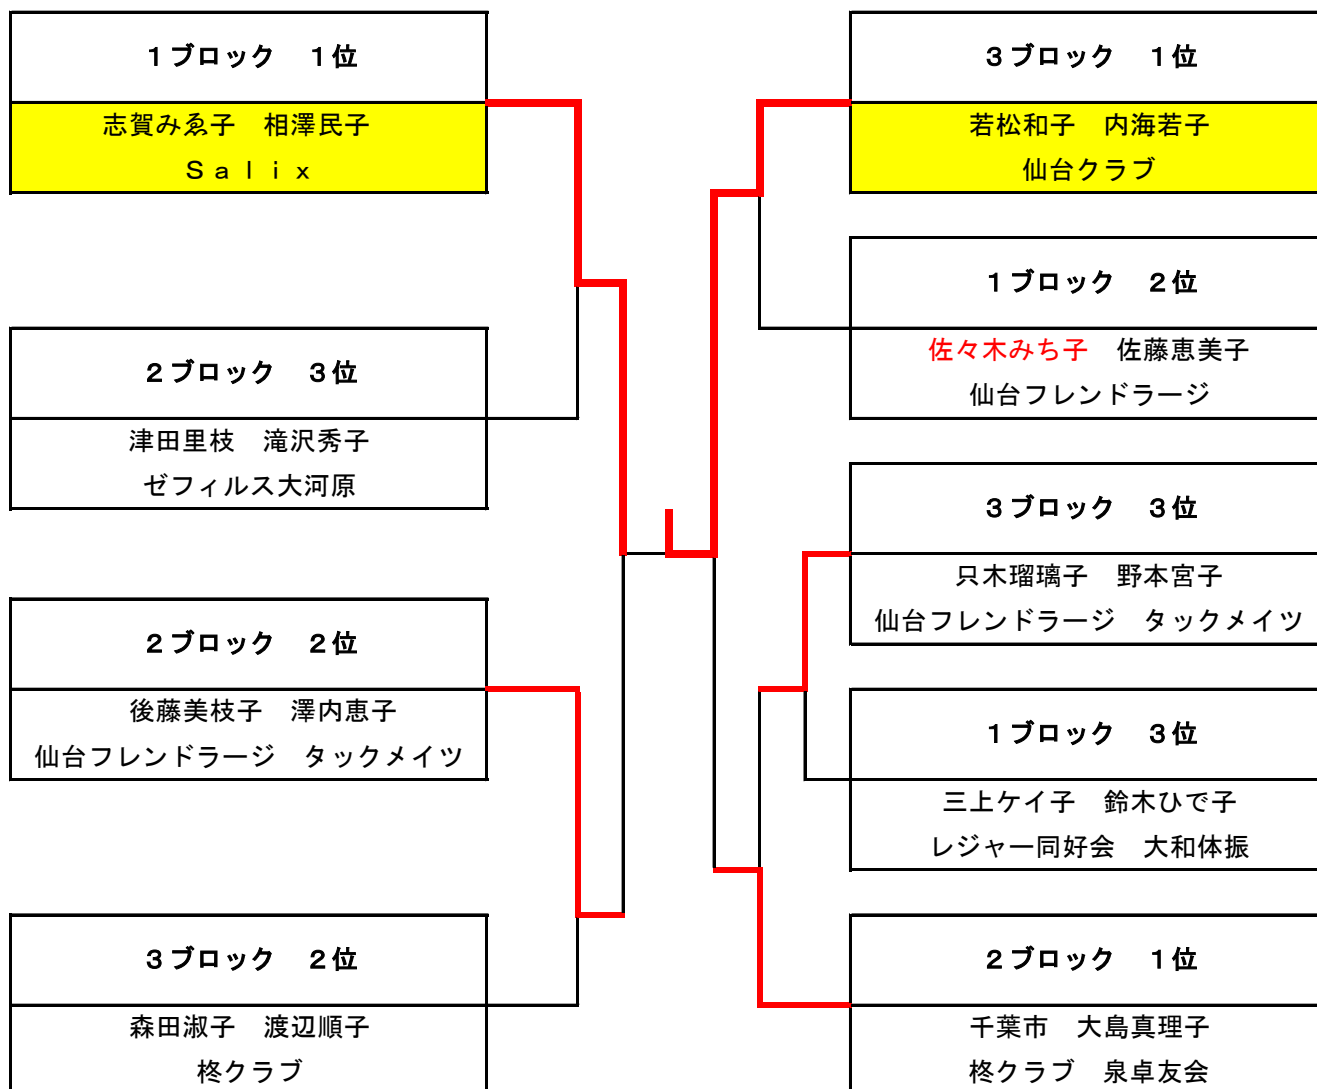 １ブロック　１位
志賀みゑ子　相澤民子
Ｓａｌｉｘ
２ブロック　３位
津田里枝　滝沢秀子
ゼフィルス大河原
２ブロック　２位
後藤美枝子　澤内恵子
仙台フレンドラージ　タックメイツ
３ブロック　２位
森田淑子　渡辺順子
柊クラブ
３ブロック　１位
若松和子　内海若子
仙台クラブ
１ブロック　２位
佐々木みち子　佐藤恵美子
仙台フレンドラージ
３ブロック　３位
只木瑠璃子　野本宮子
仙台フレンドラージ　タックメイツ
１ブロック　３位
三上ケイ子　鈴木ひで子
レジャー同好会　大和体振
２ブロック　１位
千葉市　大島真理子
柊クラブ　泉卓友会